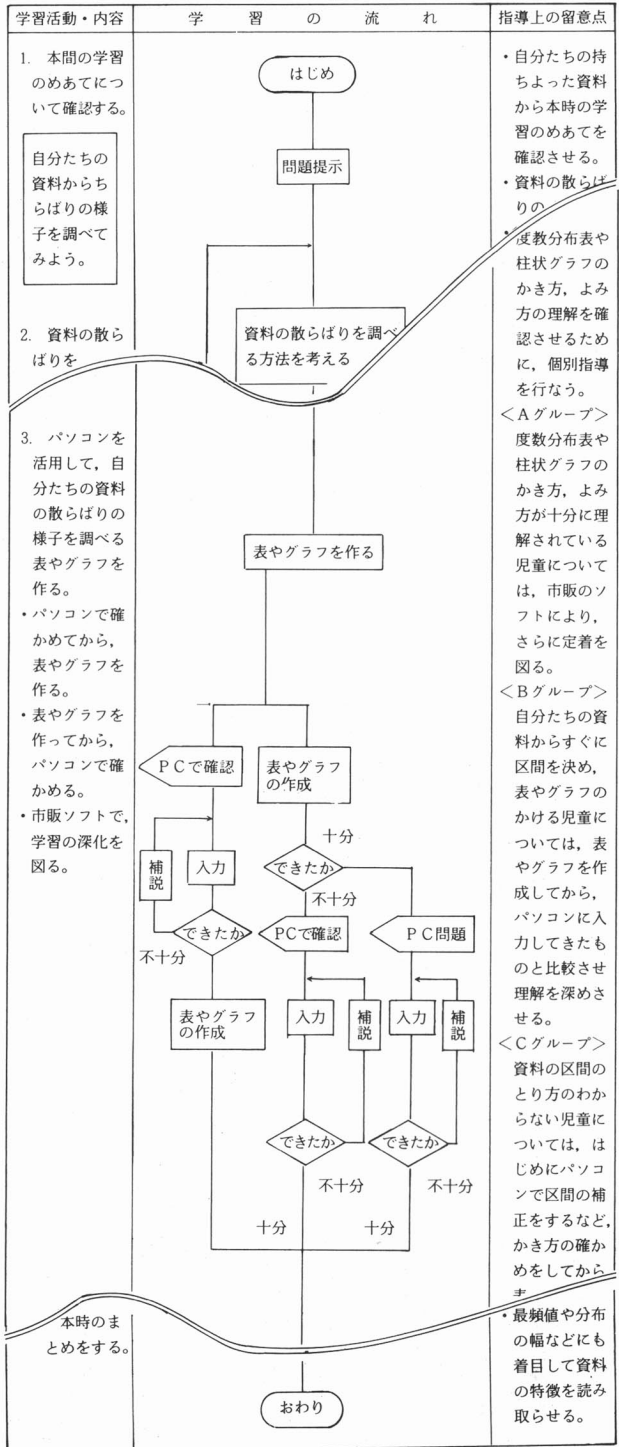 学習活動・内容
学習の流れ
指導上の留意点
1. 本間の学習
のめあてにつ
いて確認する。
自分たちの
資料からち
らばりの様
子を調べて
みよう。
2. 資料の散ら
ばりを
3. パソコンを
活用して，自
分たちの資料
の散らばりの
様子を調べる
表やグラフを
作る。
・パソコンで確
かめてから，
表やグラフを
作る。
・表やグラフを
作ってから，
パソコンで確
かめる。
・市販ソフトで，
学習の深化を
図る。
本時のま
とめをする。
はじめ
問題提示
資料の散らばりを調べ
る方法を考える
表やグラフを作る
PCで確認
表やグラフ
の作成
十分
補説
入力
できたか
不十分
できたか
不十分
PCで確認
PC問題
表やグラフ
の作成
入力
補説
入力
補説
できたか
できたか
不十分
不十分
十分
十分
おわり
・自分たちの持
ちよった資料
から本時の学
習のめあてを
確認させる。
・資料の散らば
りの
度教分布表や
柱状グラフの
かき方，よみ
方の理解を確
認させるため
に，個別指導
を行なう。
＜Aグループ＞
度数分布表や
柱状グラフの
かき方，よみ
方が十分に理
解されている
児童について
は，市販のソ
フトにより，
さらに定着を
図る。
＜Bグループ＞
自分たちの資
料からすぐに
区間を決め，
表やグラフの
かける児童に
ついては，表
やグラフを作
成してから，
パソコンに入
力してきたも
のと比較させ
理解を深めさ
せる。
＜Cグループ＞
資料の区間の
とり方のわか
らない児童に
ついては，は
じめにパソコ
ンで区間の補
正をするなど，
かき方の確か
めをしてから
・最頻値や分布
の幅などにも
着目して資料
の特徴を読み
取らせる。